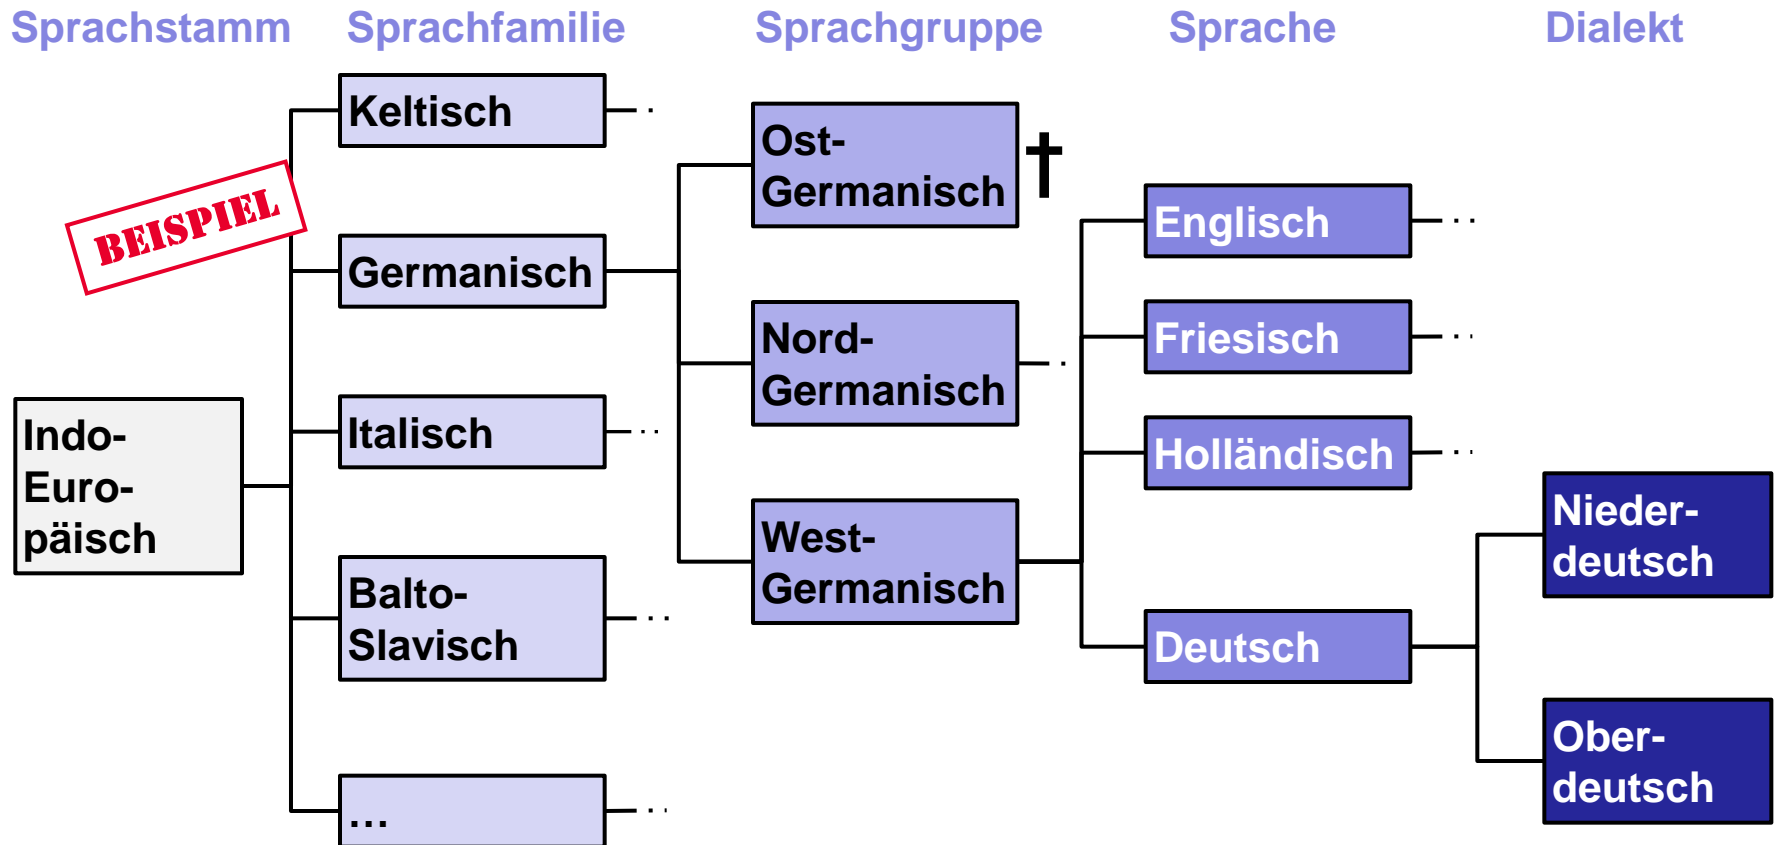 Sprachstamm
Sprachfamilie
Sprachgruppe
Sprache
Dialekt
BEISPIEL
Indo-
Euro-
päisch
Keltisch
Germanisch
Italisch
Balto-
Slavisch
…
Ost-
Germanisch
Nord-
Germanisch
West-
Germanisch
Englisch
Friesisch
Holländisch
Deutsch
Nieder-
deutsch
Ober-
deutsch